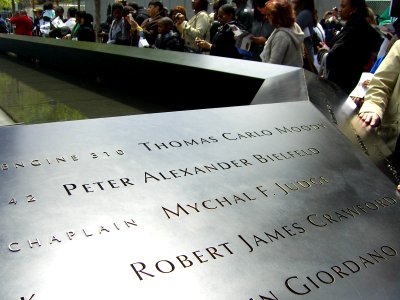 ENGINE 310 THOMAS CARLO MOODY
42 PETER ALEXANDER BIELFELD
CHAPLAIN MYCHAL F. JUDGE
ROBERT JAMES CRAWFORD
GIORDANO